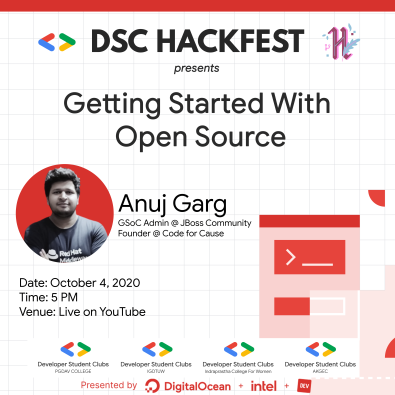 DSC HACKFEST
presents
Getting Started With
Open Source
Anuj Garg
GSoC Admin @ JBoss Community
Founder @ Code for Cause
Red Hat
Date: October 4, 2020
Time: 5 PM
Venue: Live on YouTube
Developer Student Clubs Developer Student Clubs Developer Student Clubs Developer Student Clubs
PGDAV COLLEGE IGDTUW Indraprastha College For Women AKGEC
Presented by DigitalOcean + intel + DEV